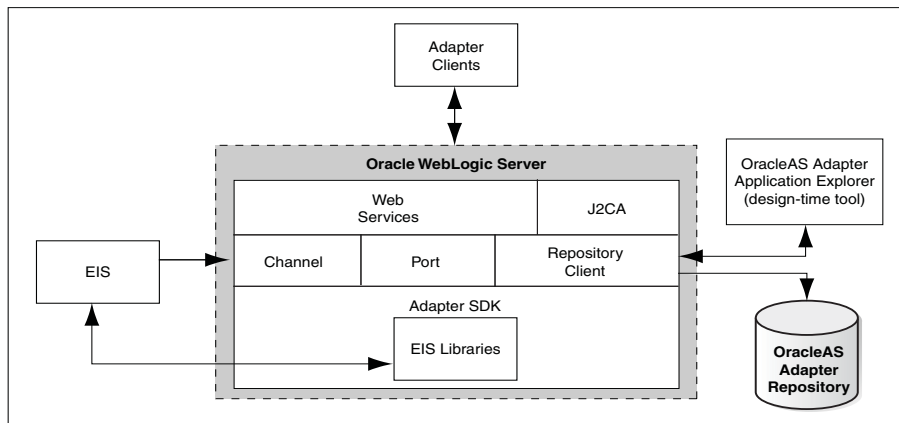 Adapter
Clients
Oracle WebLogic Server
Web
Services
J2CA
OracleAS Adapter
Application Explorer
(design-time tool)
EIS
Channel
Port
Repository
Client
Adapter SDK
EIS Libraries
OracleAS
Adapter
Repository